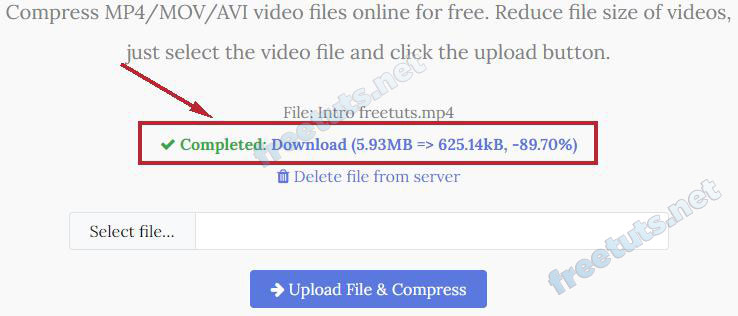 Compress MP4/MOV/AVI video files online for free. Reduce file size of videos,
just select the video file and click the upload button.
File: Intro freetuts.mp4
Completed: Download (5.93MB => 625.14kB, -89.70%)
Delete file from server
Select file...
Upload File & Compress
freetuts.net
freetuts.net
freetuts.net